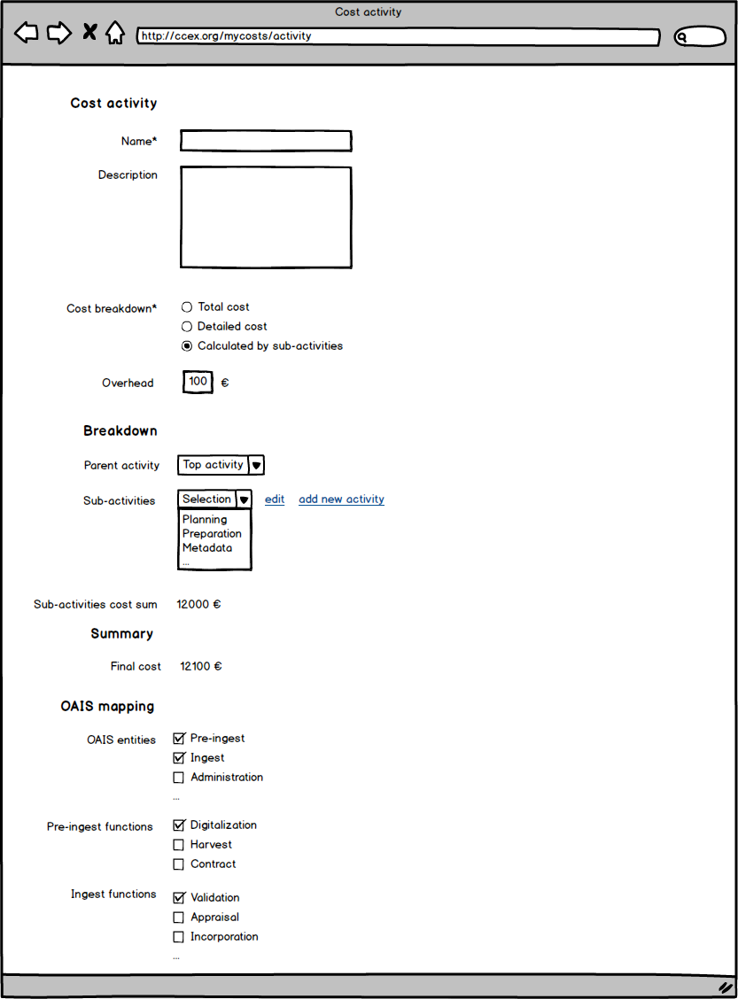 Cost activity
http://ccex.org/mycosts/activity
Cost activity
Name*
Description
Cost breakdown*
Total cost
Detailed cost
Calculated by sub-activities
Overhead 100 €
Breakdown
Parent activity Top activity
Sub-activities Selection edit add new activity
Planning
Preparation
Metadata
...
Sub-activities cost sum 12000 €
Summary
Final cost 12100 €
OAIS mapping
OAIS entities Pre-ingest
Ingest
Administration
...
Pre-ingest functions Digitalization
Harvest
Contract
Ingest functions Validation
Appraisal
Incorporation
...